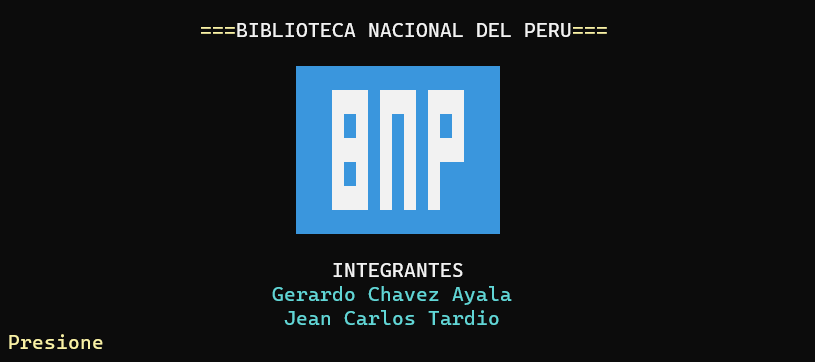 ===BIBLIOTECA NACIONAL DEL PERU===
BNP
INTEGRANTES
Gerardo Chavez Ayala
Jean Carlos Tardio
Presione